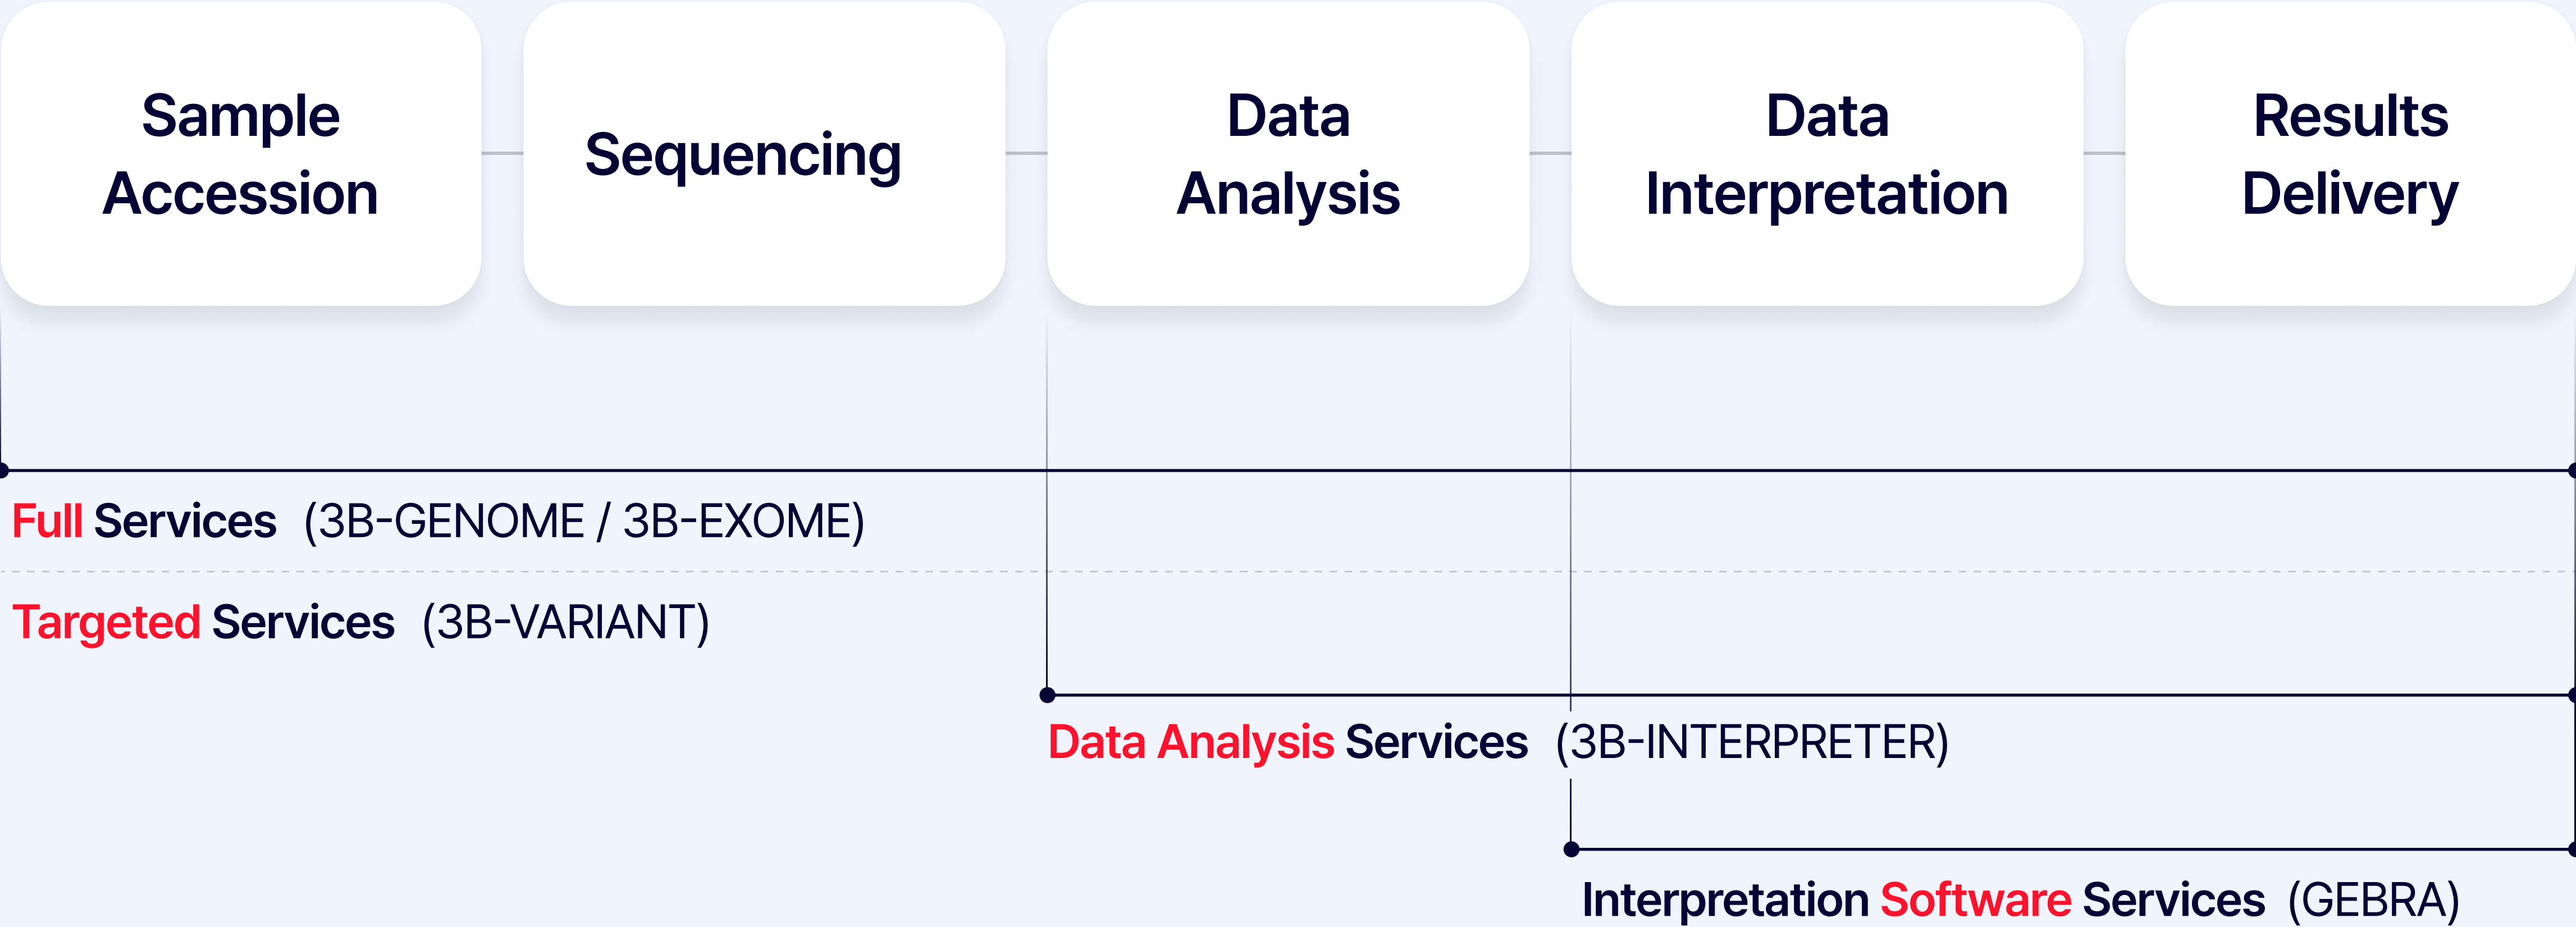 Sample
Accession
Sequencing
Data
Analysis
Data
Interpretation
Results
Delivery
Full Services (3B-GENOME / 3B-EXOME)
Targeted Services (3B-VARIANT)
Data Analysis Services (3B-INTERPRETER)
Interpretation Software Services (GEBRA)